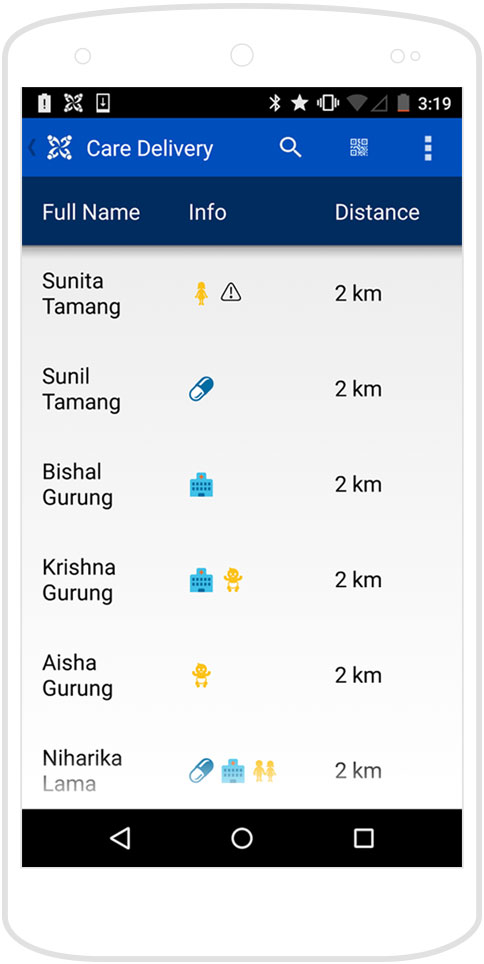 3:19
Care Delivery
Full Name Info Distance
Sunita
Tamang
2 km
Sunil
Tamang
2 km
Bishal
Gurung
2 km
Krishna
Gurung
2 km
Aisha
Gurung
2 km
Niharika
Lama
2 km